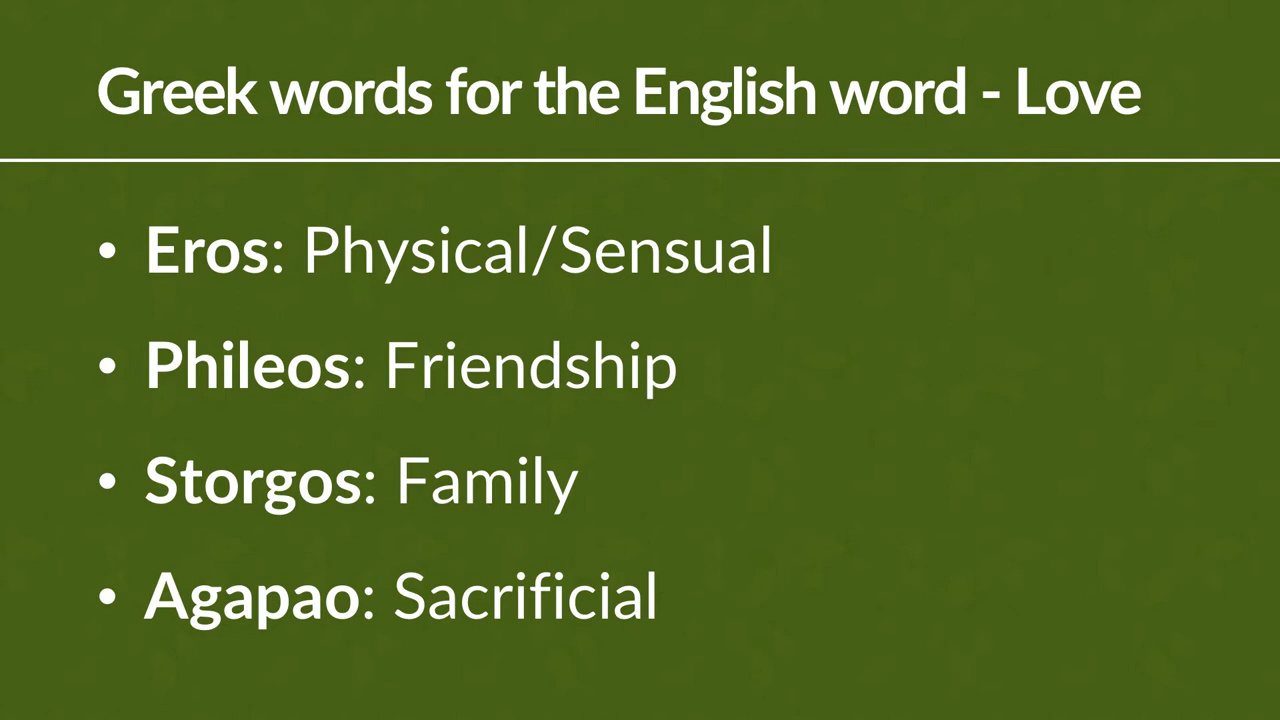 Greek words for the English word - Love
• Eros: Physical/Sensual
• Phileos: Friendship
• Storgos: Family
• Agapao: Sacrificial